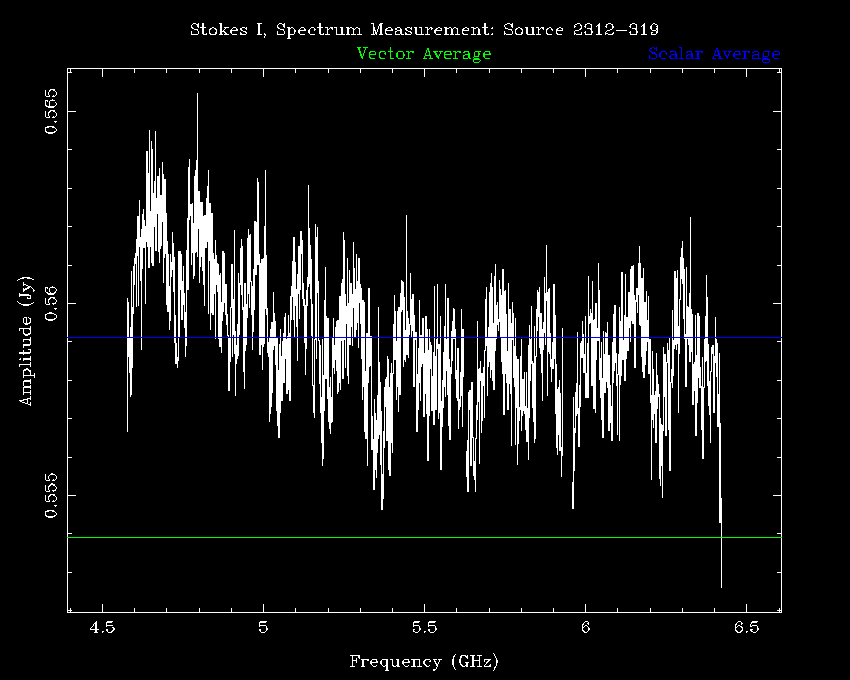 Stokes I, Spectrum Measurement: Source 2312-319
Vector Average
Scalar Average
0.565
0.56
0.555
Amplitude (Jy)
4.5
5
5.5
6
6.5
Frequency (GHz)